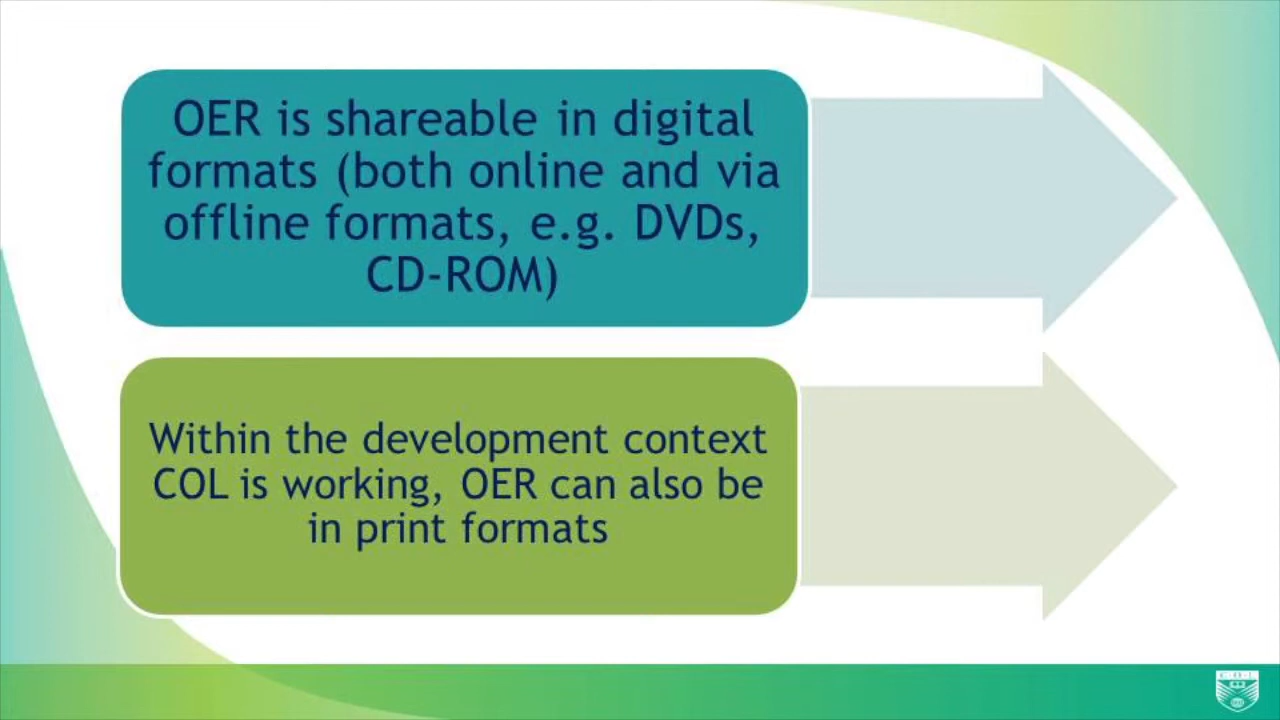 OER is shareable in digital
formats (both online and via
offline formats, e.g. DVDs,
CD-ROM)
Within the development context
COL is working, OER can also be
in print formats